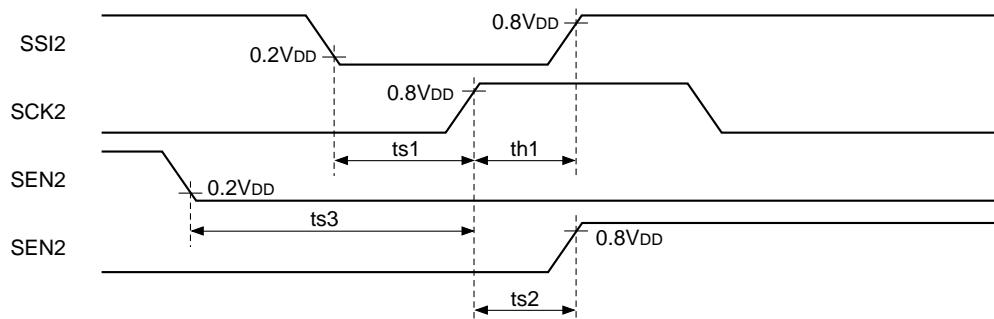 SSI2
0.2VDD
0.8VDD
SCK2
0.8VDD
ts1
th1
SEN2
0.2VDD
ts3
SEN2
0.8VDD
ts2